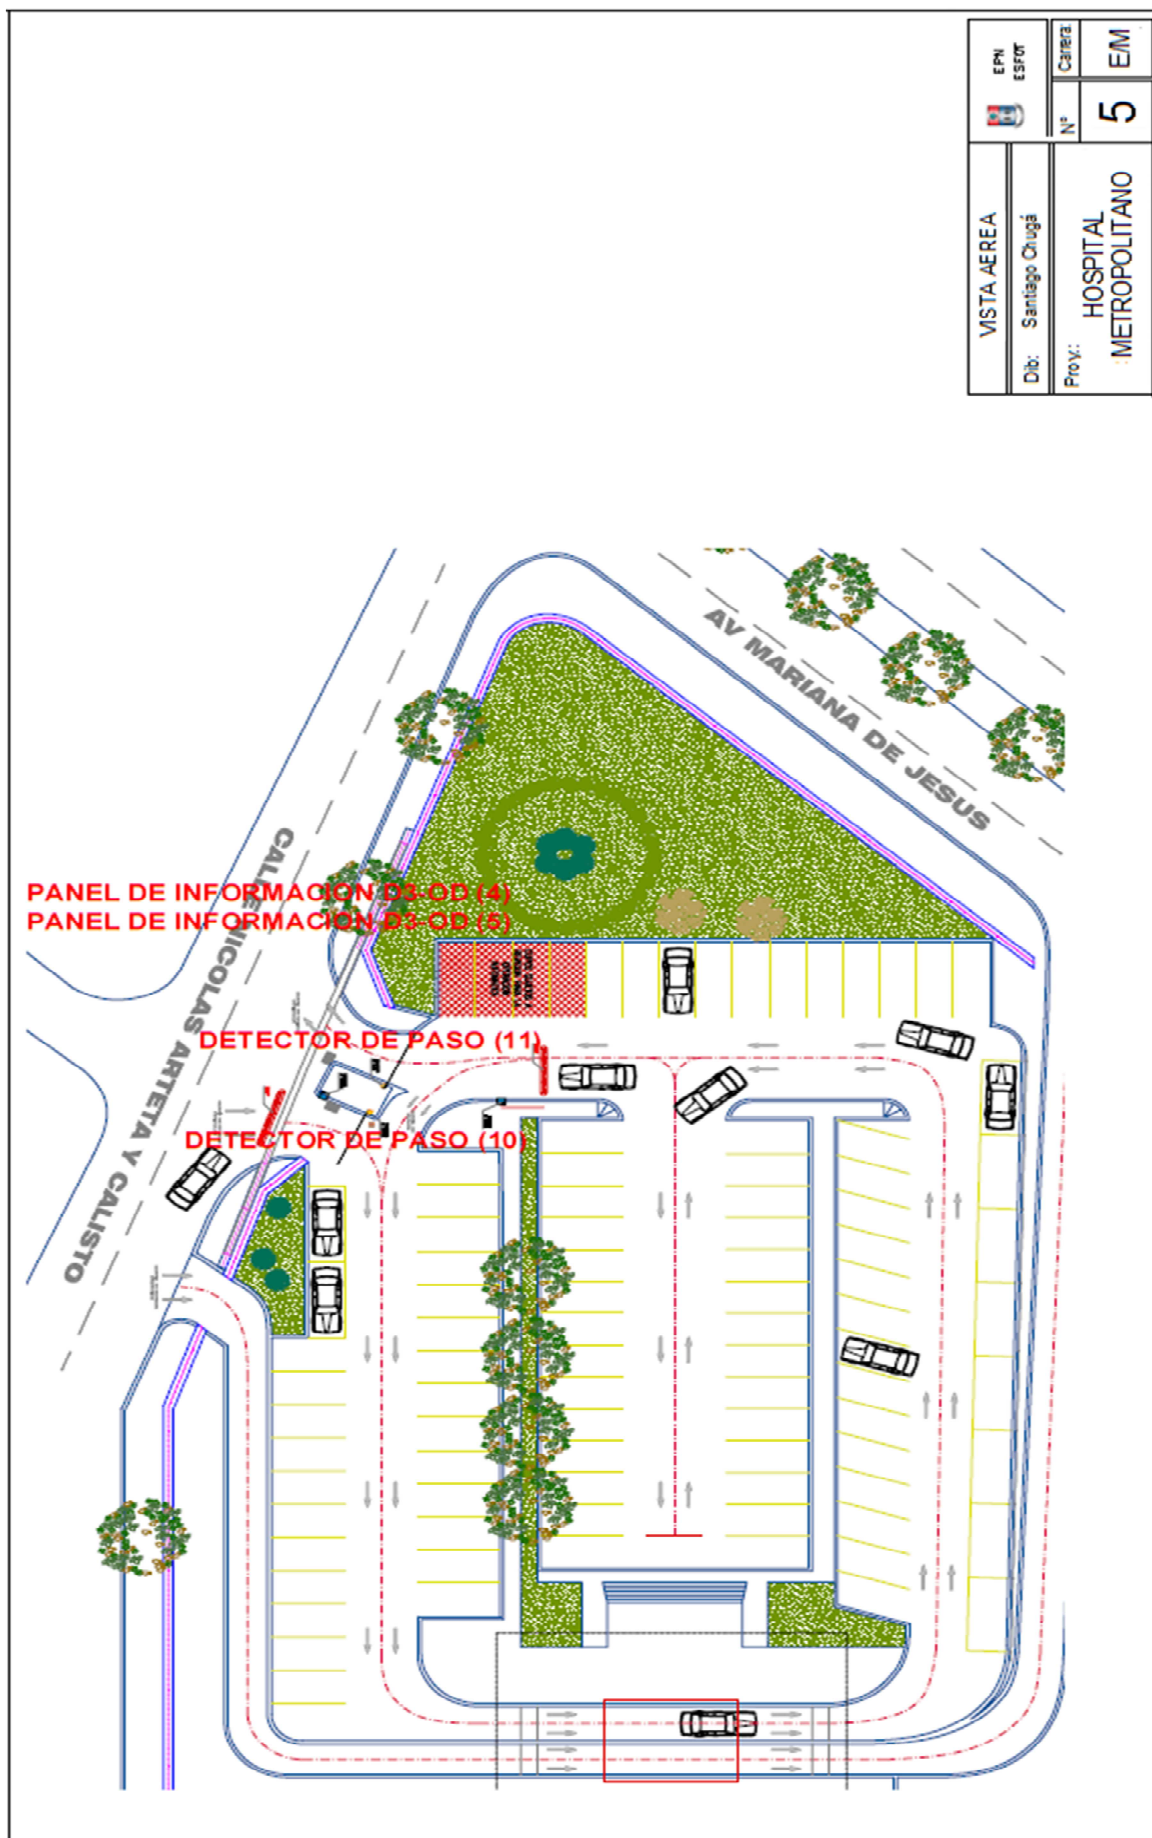 EPN
ESFOT
VISTA AEREA
Dib: Santiago Chugá
Nº
Carrera:
Proy.:
HOSPITAL
METROPOLITANO
5
E/M
AV MARIANA DE JESUS
CALLE NICOLAS ARTETA Y CALISTO
PANEL DE INFORMACION D3-OD (4)
PANEL DE INFORMACION D3-OD (5)
DETECTOR DE PASO (11)
DETECTOR DE PASO (10)